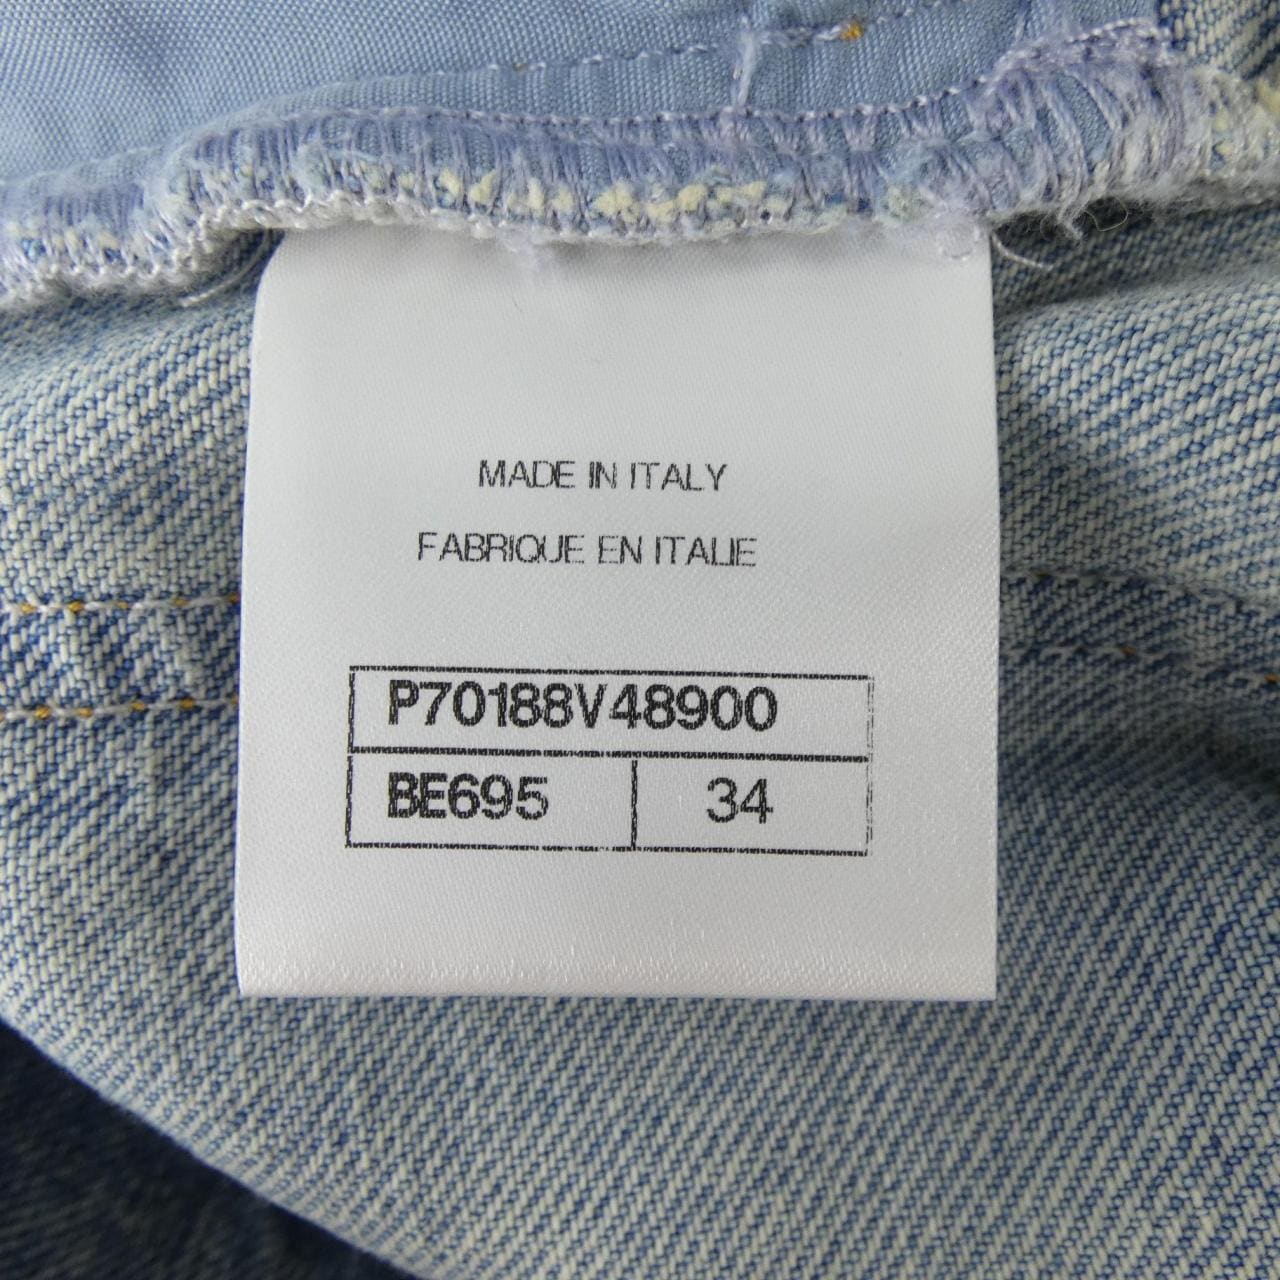 MADE IN ITALY
FABRIQUE EN ITALIE
P70188V48900
BE695 34